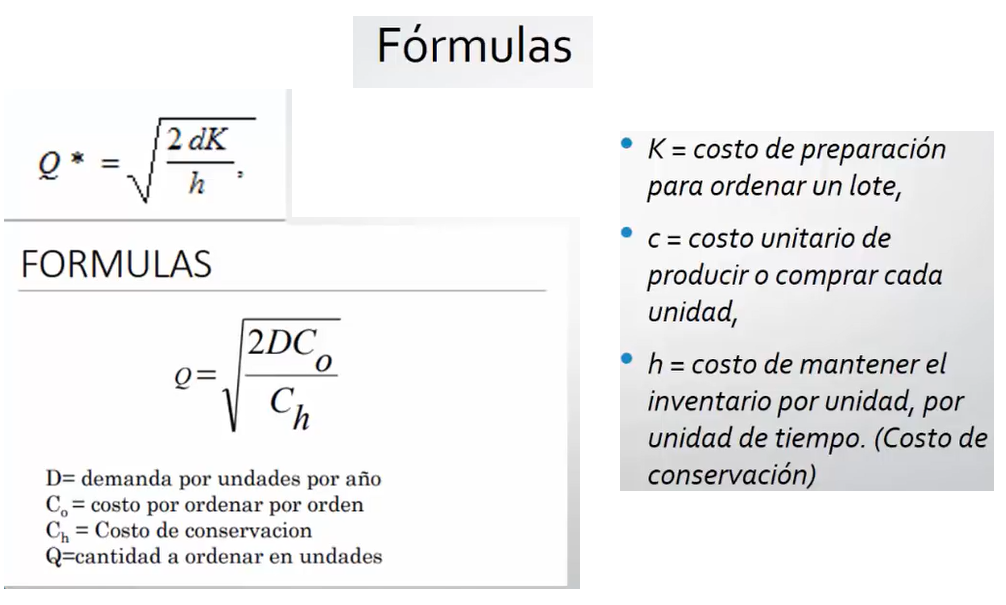 Fórmulas
Q * = √(2 dK / h) ,
FORMULAS
Q = √(2DC_o / C_h)
D= demanda por undades por año
C_o = costo por ordenar por orden
C_h = Costo de conservacion
Q=cantidad a ordenar en undades
• K = costo de preparación
para ordenar un lote,
• c = costo unitario de
producir o comprar cada
unidad,
• h = costo de mantener el
inventario por unidad, por
unidad de tiempo. (Costo de
conservación)